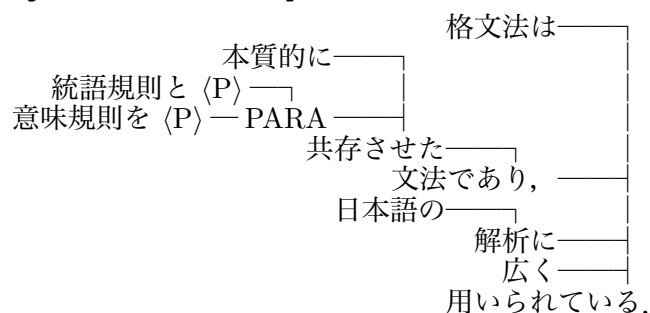 格文法は
本質的に
統語規則と 〈P〉
意味規則を 〈P〉 PARA
共存させた
文法であり,
日本語の
解析に
広く
用いられている.